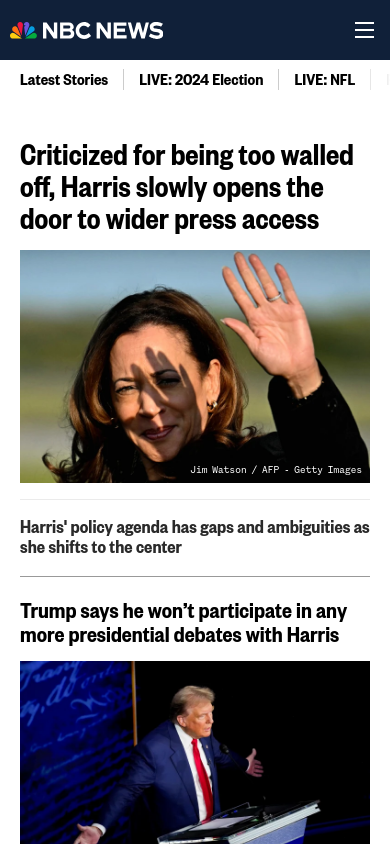 NBC NEWS
Latest Stories
LIVE: 2024 Election
LIVE: NFL
Criticized for being too walled
off, Harris slowly opens the
door to wider press access
Jim Watson / AFP - Getty Images
Harris' policy agenda has gaps and ambiguities as
she shifts to the center
Trump says he won’t participate in any
more presidential debates with Harris